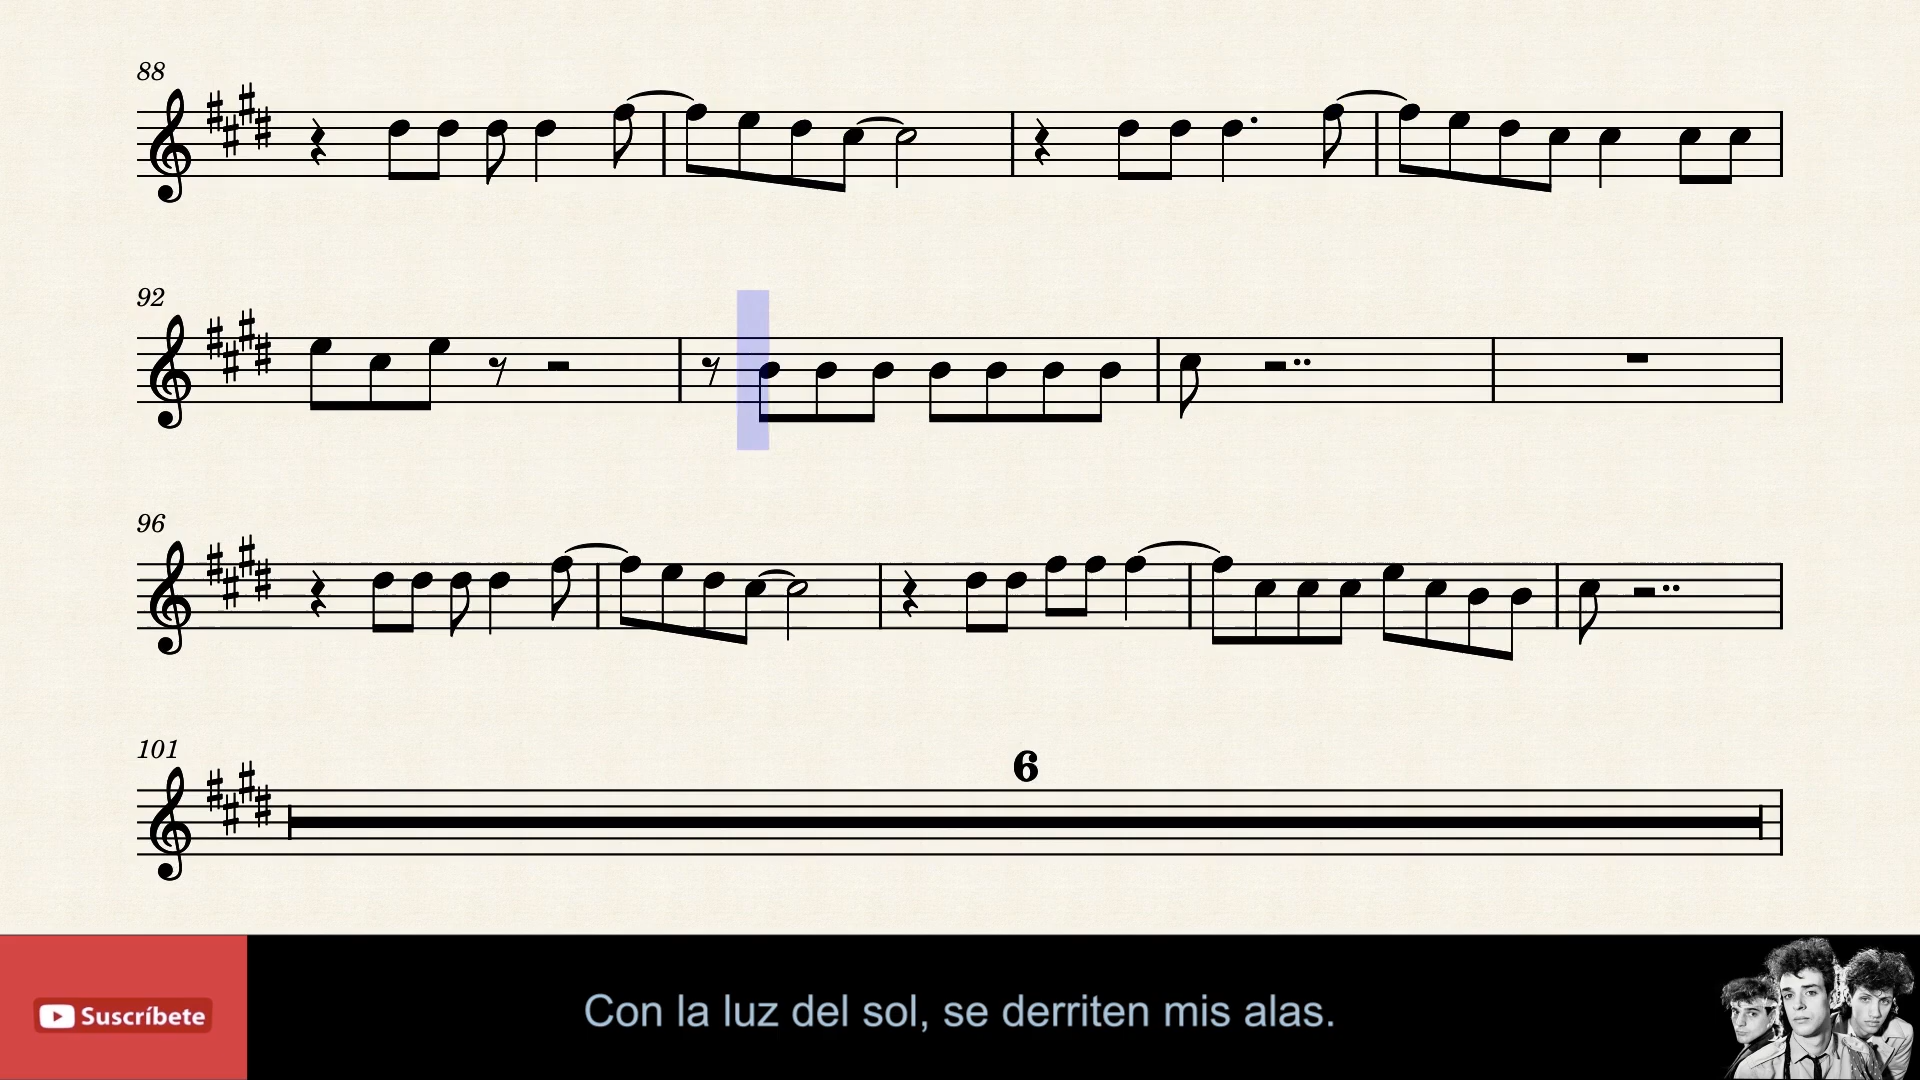 88
92
96
101
6
Suscríbete
Con la luz del sol, se derriten mis alas.